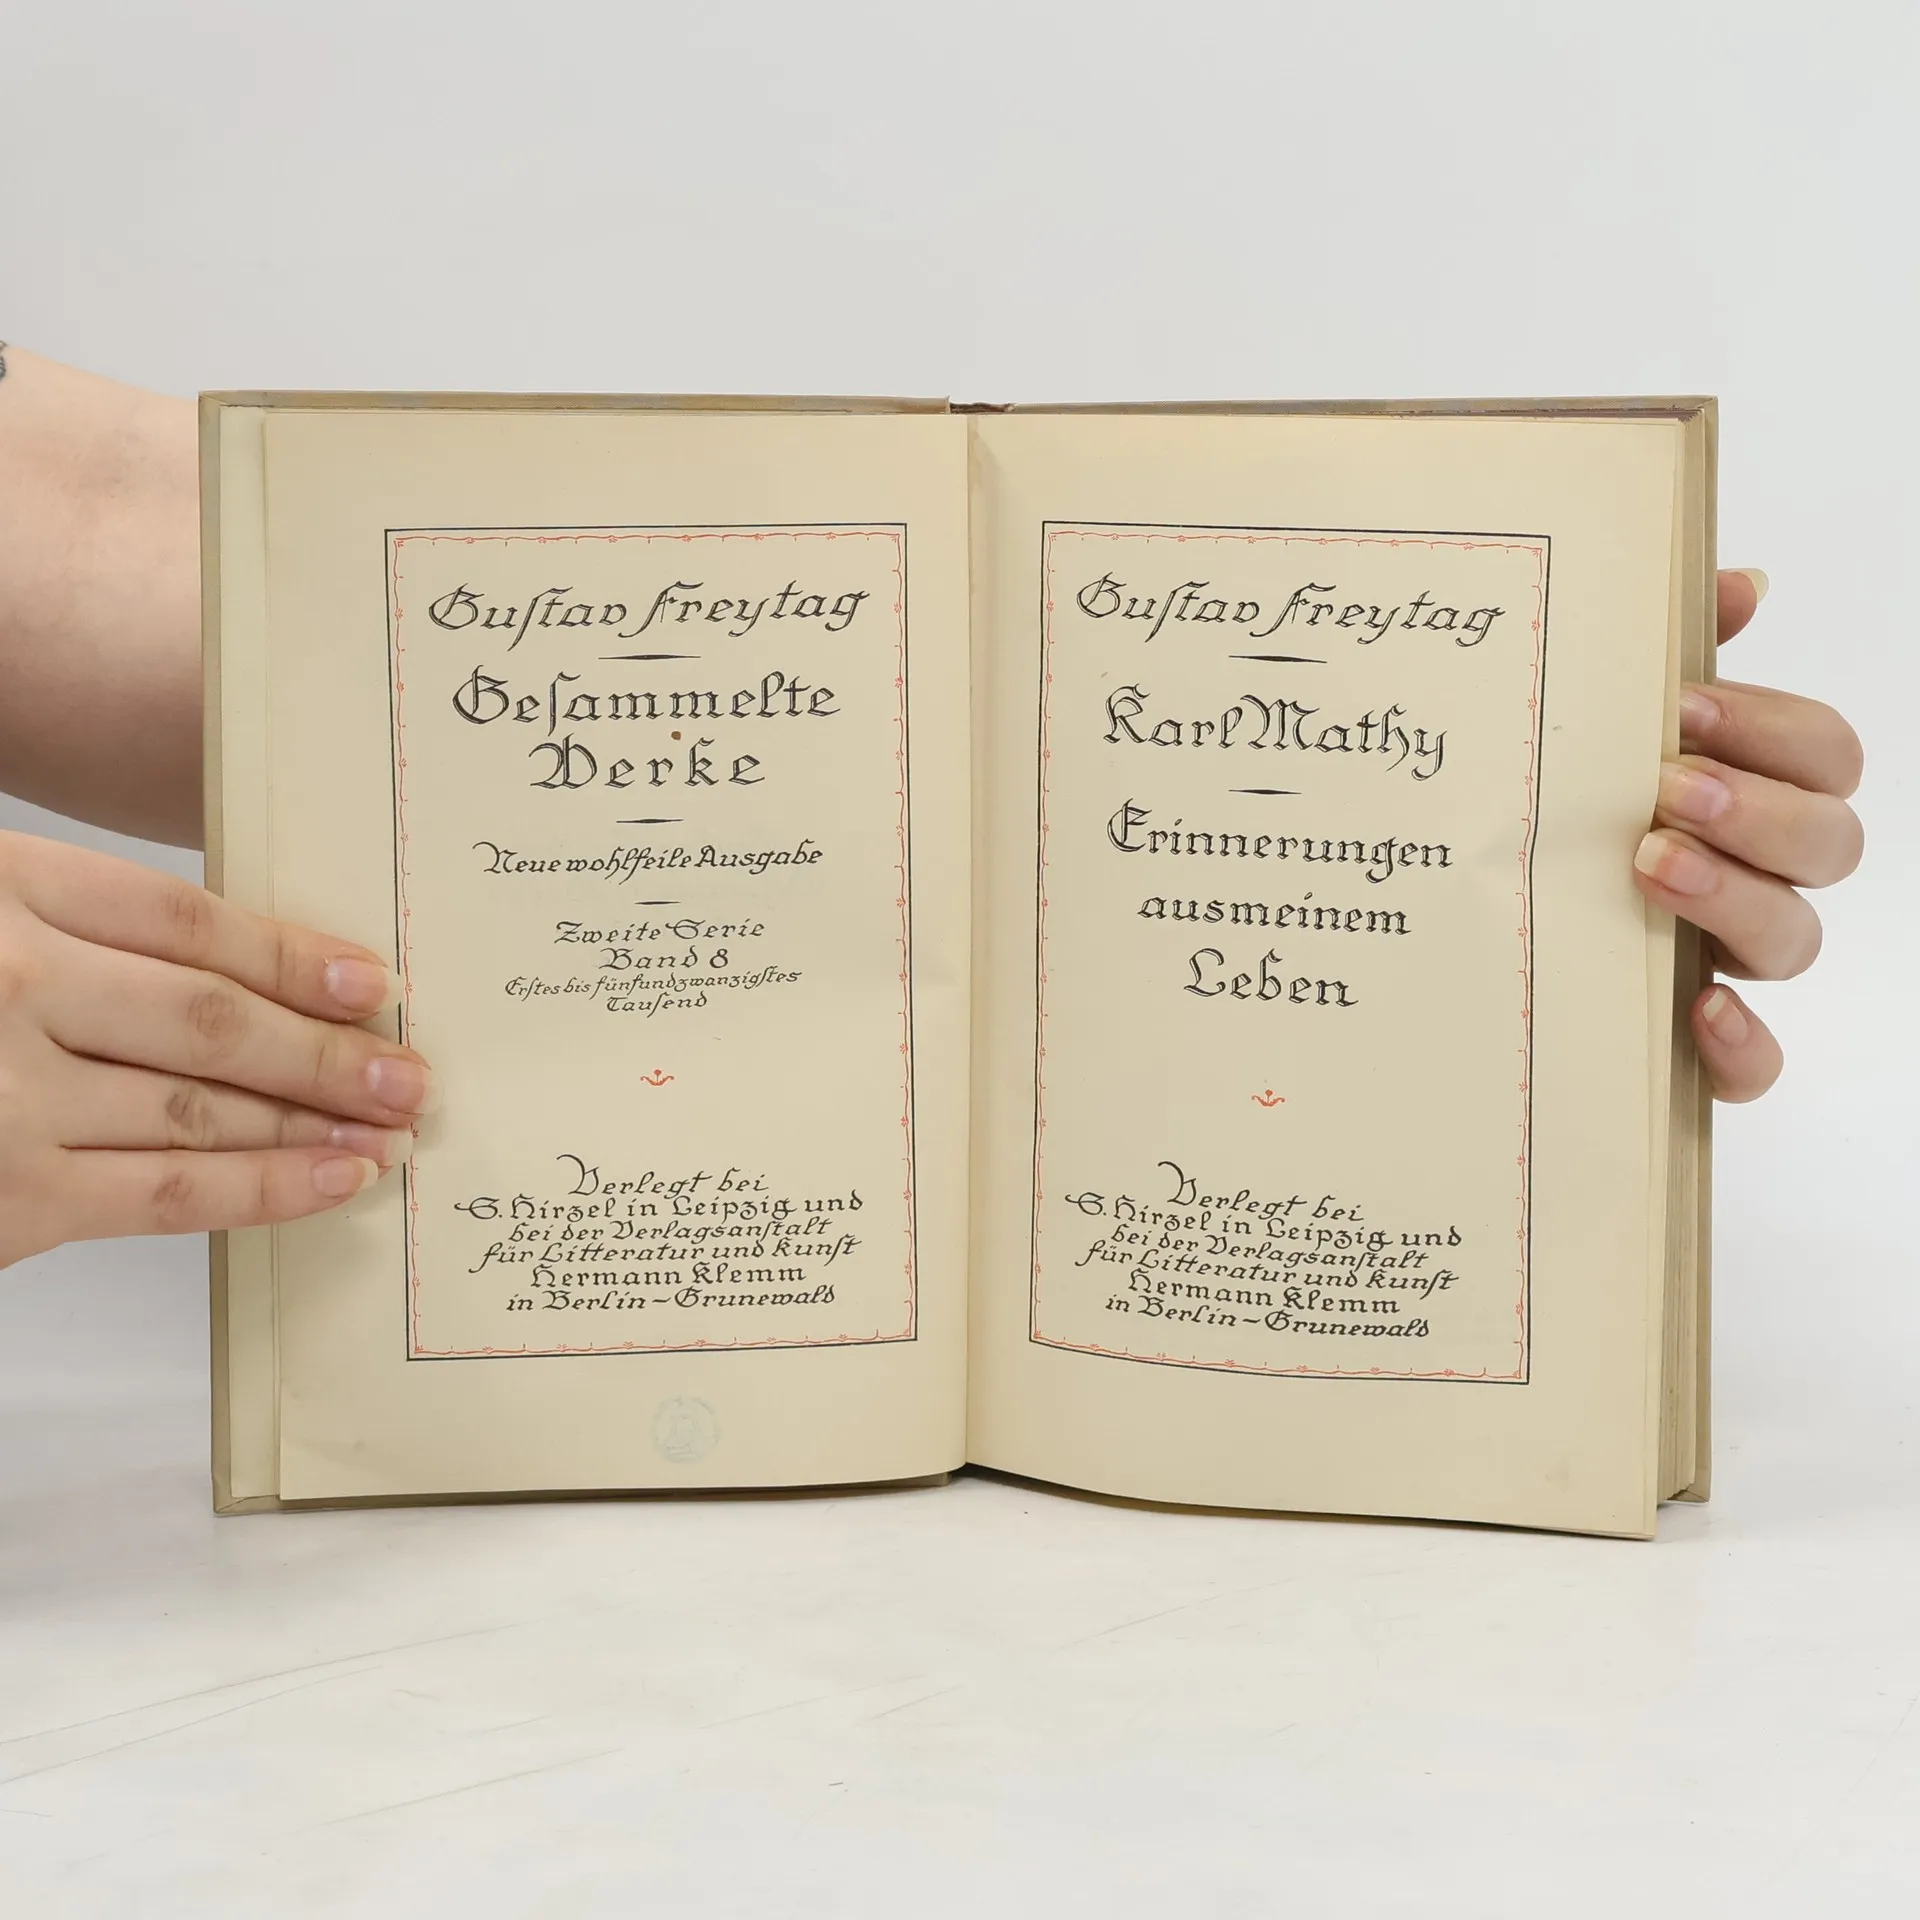 Guſtav Freytag
Geſammelte
Werke
Neue wohlfeile Ausgabe
Zweite Serie
Band 8
Erſtes bis fünfundzwanzigſtes
Tauſend
Verlegt bei
S. Hirzel in Leipzig und
bei der Verlagsanſtalt
für Litteratur und Kunſt
Hermann Klemm
in Berlin-Grunewald
Guſtav Freytag
Karl Mathy
Erinnerungen
aus meinem
Leben
Verlegt bei
S. Hirzel in Leipzig und
bei der Verlagsanſtalt
für Litteratur und Kunſt
Hermann Klemm
in Berlin-Grunewald